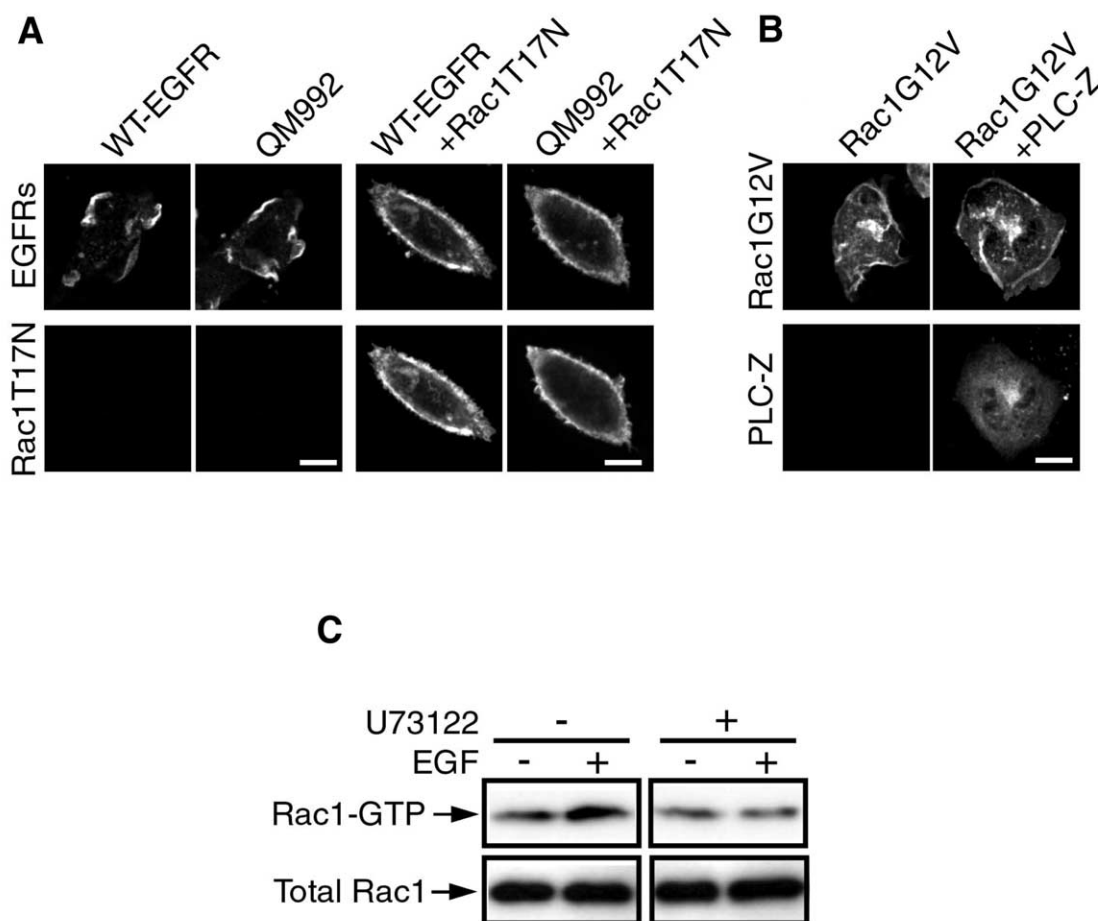 A
WT-EGFR
QM992
WT-EGFR
+Rac1T17N
QM992
+Rac1T17N
EGFRs
Rac1T17N
B
Rac1G12V
Rac1G12V
+PLC-Z
Rac1G12V
PLC-Z
C
U73122 - +
EGF - + - +
Rac1-GTP
Total Rac1